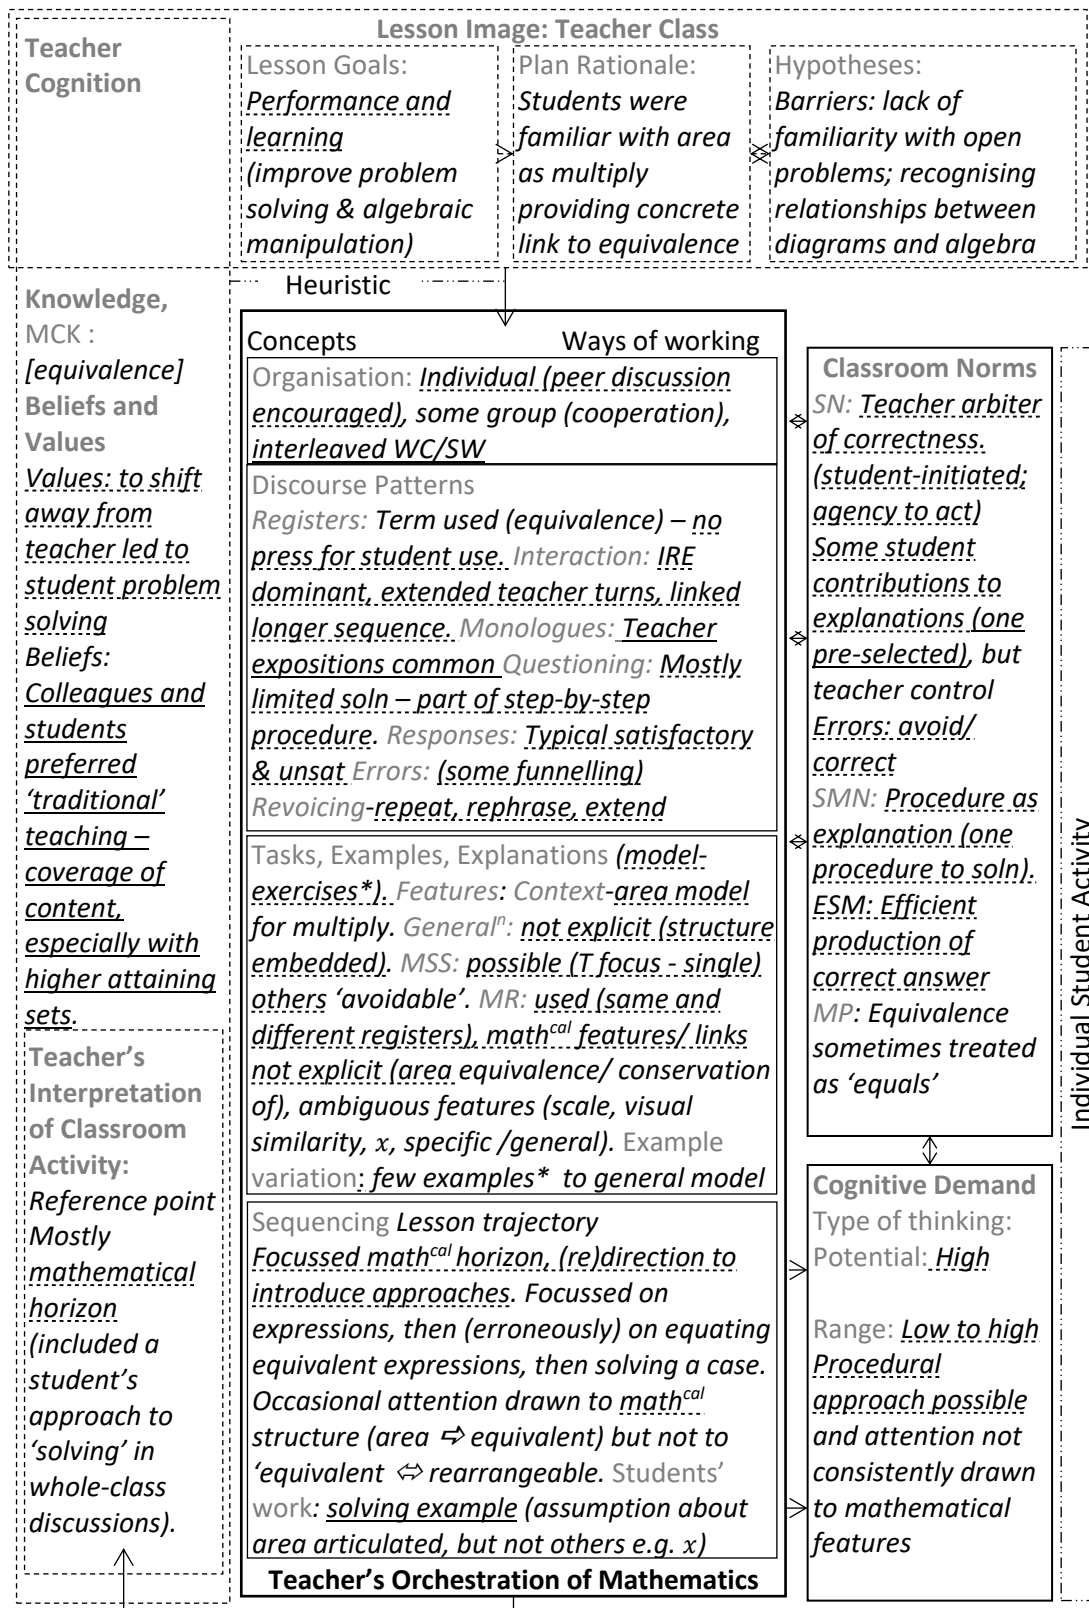 Lesson Image: Teacher Class
Teacher
Cognition
Lesson Goals:
Performance and
learning
(improve problem
solving & algebraic
manipulation)
Plan Rationale:
Students were
familiar with area
as multiply
providing concrete
link to equivalence
Hypotheses:
Barriers: lack of
familiarity with open
problems; recognising
relationships between
diagrams and algebra
Heuristic
Knowledge,
MCK :
[equivalence]
Beliefs and
Values
Values: to shift
away from
teacher led to
student problem
solving
Beliefs:
Colleagues and
students
preferred
‘traditional’
teaching –
coverage of
content,
especially with
higher attaining
sets.
Teacher’s
Interpretation
of Classroom
Activity:
Reference point
Mostly
mathematical
horizon
(included a
student’s
approach to
‘solving’ in
whole-class
discussions).
Concepts Ways of working
Organisation: Individual (peer discussion
encouraged), some group (cooperation),
interleaved WC/SW
Discourse Patterns
Registers: Term used (equivalence) – no
press for student use. Interaction: IRE
dominant, extended teacher turns, linked
longer sequence. Monologues: Teacher
expositions common Questioning: Mostly
limited soln – part of step-by-step
procedure. Responses: Typical satisfactory
& unsat Errors: (some funnelling)
Revoicing-repeat, rephrase, extend
Tasks, Examples, Explanations (model-
exercises*). Features: Context-area model
for multiply. Generalⁿ: not explicit (structure
embedded). MSS: possible (T focus - single)
others ‘avoidable’. MR: used (same and
different registers), math^cal features/ links
not explicit (area equivalence/ conservation
of), ambiguous features (scale, visual
similarity, x, specific /general). Example
variation: few examples* to general model
Sequencing Lesson trajectory
Focussed math^cal horizon, (re)direction to
introduce approaches. Focussed on
expressions, then (erroneously) on equating
equivalent expressions, then solving a case.
Occasional attention drawn to math^cal
structure (area ⇨ equivalent) but not to
‘equivalent ⬄ rearrangeable. Students’
work: solving example (assumption about
area articulated, but not others e.g. x)
Teacher’s Orchestration of Mathematics
Classroom Norms
SN: Teacher arbiter
of correctness.
(student-initiated;
agency to act)
Some student
contributions to
explanations (one
pre-selected), but
teacher control
Errors: avoid/
correct
SMN: Procedure as
explanation (one
procedure to soln).
ESM: Efficient
production of
correct answer
MP: Equivalence
sometimes treated
as ‘equals’
Cognitive Demand
Type of thinking:
Potential: High
Range: Low to high
Procedural
approach possible
and attention not
consistently drawn
to mathematical
features
Individual Student Activity